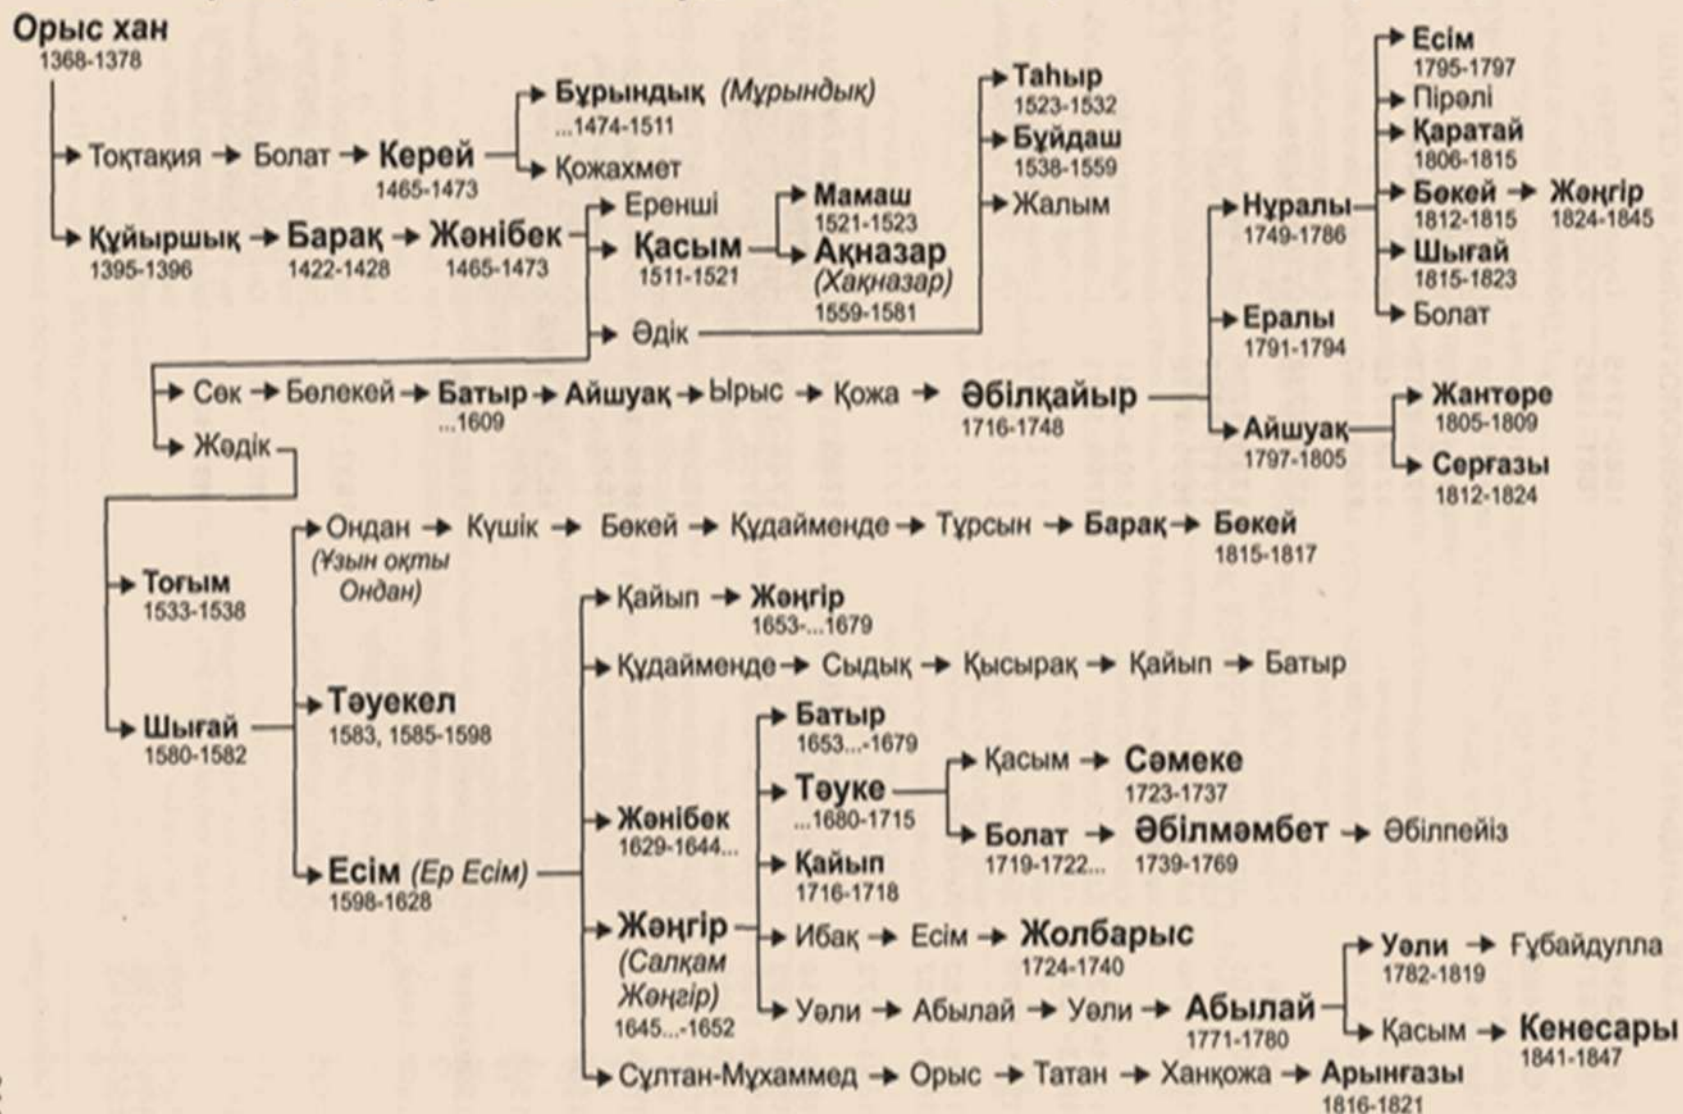 Орыс хан
1368-1378
Тоқтақия → Болат → Керей
1465-1473
Бұрындық (Мұрындық)
...1474-1511
Қожахмет
Құйыршық → Барақ → Жәнібек
1395-1396 1422-1428 1465-1473
Еренші
Қасым
1511-1521
Мамаш
1521-1523
Ақназар
(Хақназар)
1559-1581
Әдік
Таһыр
1523-1532
Бұйдаш
1538-1559
Жалым
Сөк → Бөлекей → Батыр → Айшуақ → Ырыс → Қожа → Әбілқайыр
...1609 1716-1748
Нұралы
1749-1786
Есім
1795-1797
Пірәлі
Қаратай
1806-1815
Бөкей → Жәңгір
1812-1815 1824-1845
Шығай
1815-1823
Болат
Ералы
1791-1794
Айшуақ
1797-1805
Жантөре
1805-1809
Серғазы
1812-1824
Жәдік
Тоғым
1533-1538
Шығай
1580-1582
Ондан → Күшік → Бөкей → Құдайменде → Тұрсын → Барақ → Бөкей
(Ұзын оқты
Ондан)
1815-1817
Тәуекел
1583, 1585-1598
Есім (Ер Есім)
1598-1628
Қайып → Жәңгір
1653-...1679
Құдайменде → Сыдық → Қысырақ → Қайып → Батыр
Жәнібек
1629-1644...
Жәңгір
(Салқам
Жәңгір)
1645...-1652
Батыр
1653...-1679
Тәуке
...1680-1715
Қасым → Сәмеке
1723-1737
Болат → Әбілмәмбет → Әбілпейіз
1719-1722... 1739-1769
Қайып
1716-1718
Ибақ → Есім → Жолбарыс
1724-1740
Уәли → Абылай → Уәли → Абылай
1771-1780
Уәли → Ғұбайдулла
1782-1819
Қасым → Кенесары
1841-1847
Сұлтан-Мұхаммед → Орыс → Татан → Ханқожа → Арынғазы
1816-1821